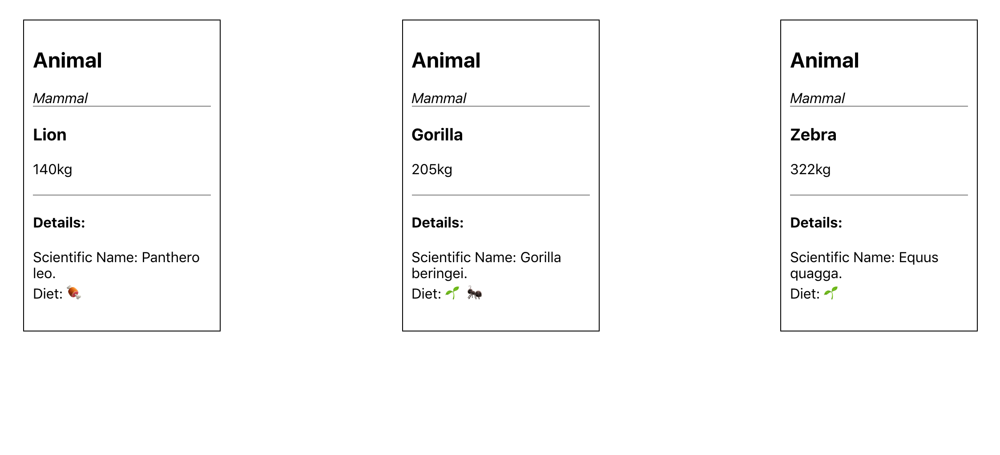 Animal
Mammal
Lion
140kg
Details:
Scientific Name: Panthero
leo.
Diet: 🍖
Animal
Mammal
Gorilla
205kg
Details:
Scientific Name: Gorilla
beringei.
Diet: 🌱 🐜
Animal
Mammal
Zebra
322kg
Details:
Scientific Name: Equus
quagga.
Diet: 🌱